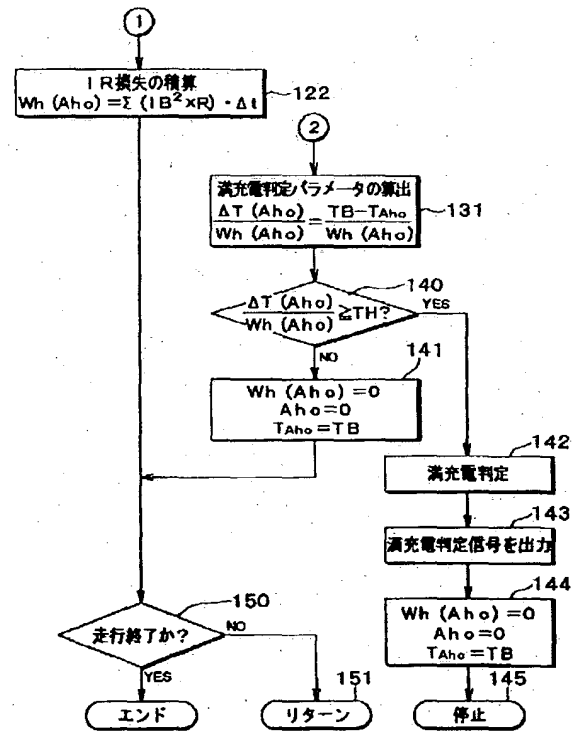 1
IR損失の積算
Wh (Aho) =Σ (IB²×R) ・Δt
122
2
満充電判定パラメータの算出
ΔT (Aho) / Wh (Aho) = TB-TAho / Wh (Aho)
131
140
ΔT (Aho) / Wh (Aho) ≧TH?
YES
NO
141
Wh (Aho) =0
Aho=0
TAho=TB
142
満充電判定
143
満充電判定信号を出力
144
Wh (Aho) =0
Aho=0
TAho=TB
150
走行終了か?
NO
YES
エンド
151
リターン
145
停止